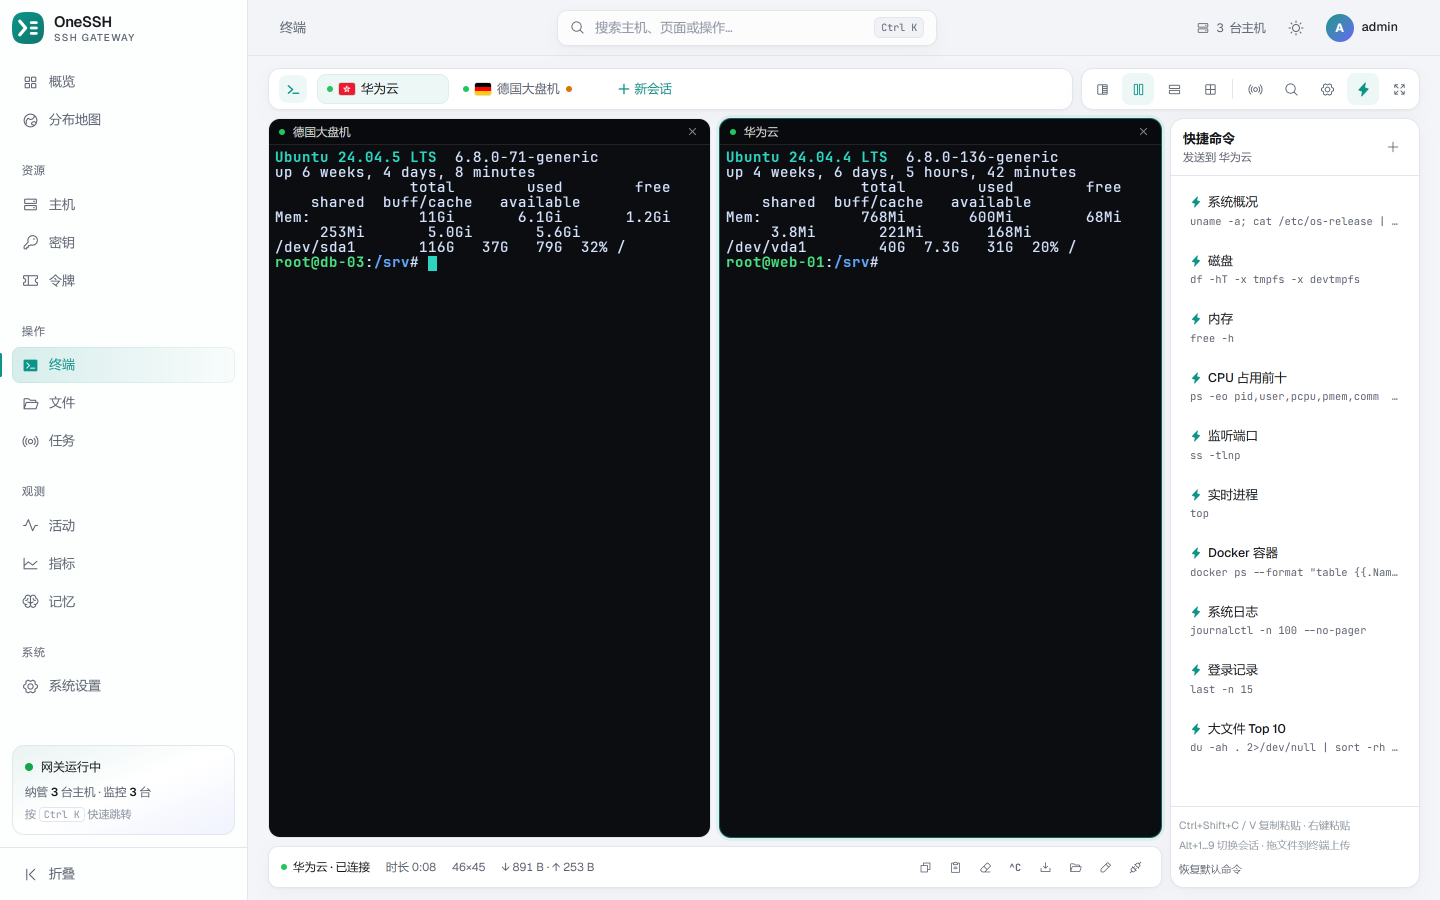 OneSSH
SSH GATEWAY
概览
分布地图
资源
主机
密钥
令牌
操作
终端
文件
任务
观测
活动
指标
记忆
系统
系统设置
网关运行中
纳管 3 台主机 · 监控 3 台
按 Ctrl K 快速跳转
折叠
终端
搜索主机、页面或操作...
Ctrl K
3 台主机
A
admin
华为云
德国大盘机
新会话
德国大盘机
Ubuntu 24.04.5 LTS 6.8.0-71-generic
up 6 weeks, 4 days, 8 minutes
total used free
shared buff/cache available
Mem: 11Gi 6.1Gi 1.2Gi
253Mi 5.0Gi 5.6Gi
/dev/sda1 116G 37G 79G 32% /
root@db-03:/srv#
华为云
Ubuntu 24.04.4 LTS 6.8.0-136-generic
up 4 weeks, 6 days, 5 hours, 42 minutes
total used free
shared buff/cache available
Mem: 768Mi 600Mi 68Mi
3.8Mi 221Mi 168Mi
/dev/vda1 40G 7.3G 31G 20% /
root@web-01:/srv#
华为云 · 已连接 时长 0:08 46×45 ↓ 891 B · ↑ 253 B
^C
快捷命令
发送到 华为云
系统概况
uname -a; cat /etc/os-release | …
磁盘
df -hT -x tmpfs -x devtmpfs
内存
free -h
CPU 占用前十
ps -eo pid,user,pcpu,pmem,comm …
监听端口
ss -tlnp
实时进程
top
Docker 容器
docker ps --format "table {{.Nam…
系统日志
journalctl -n 100 --no-pager
登录记录
last -n 15
大文件 Top 10
du -ah . 2>/dev/null | sort -rh …
Ctrl+Shift+C / V 复制粘贴 · 右键粘贴
Alt+1…9 切换会话 · 拖文件到终端上传
恢复默认命令